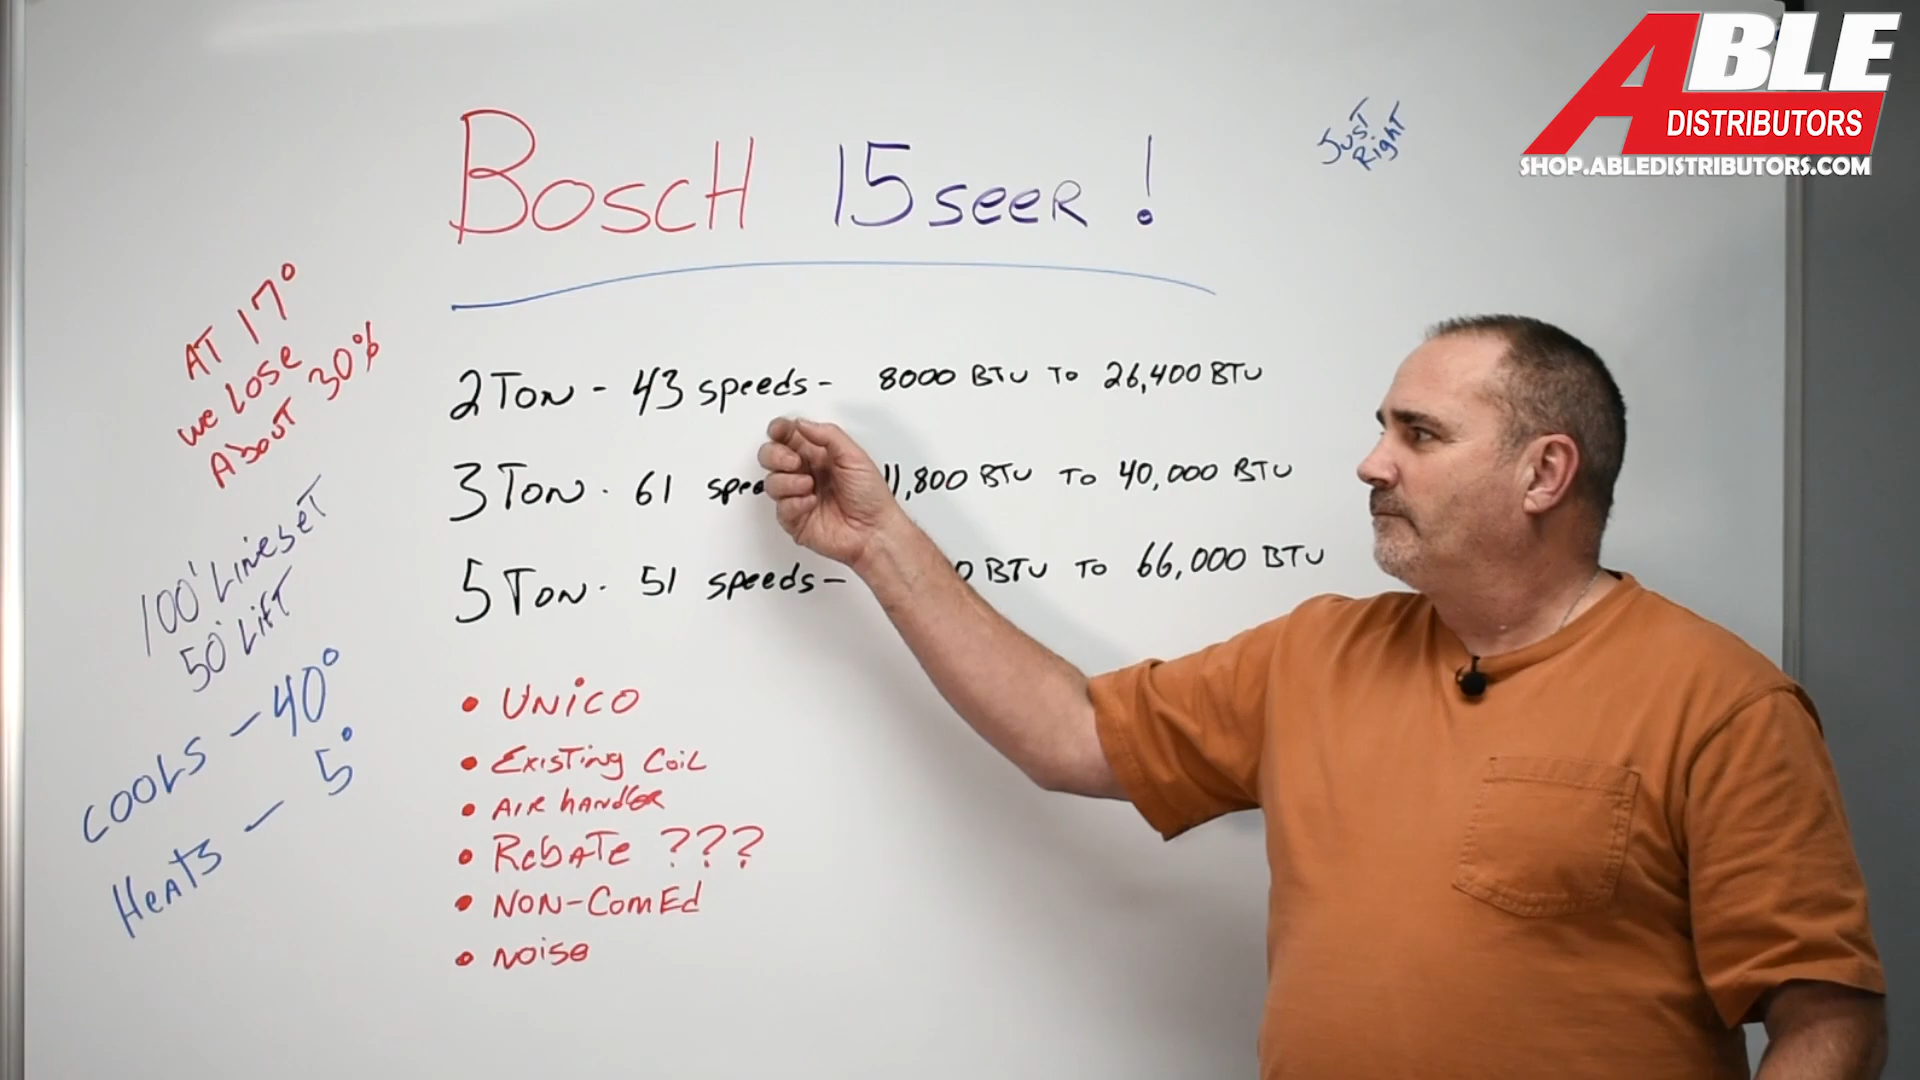 ABLE
DISTRIBUTORS
SHOP.ABLEDISTRIBUTORS.COM
JusT
RighT
BoscH 15 seer !
AT 17°
we Lose
AbouT 30%
2 Ton - 43 speeds - 8000 BTU To 26,400 BTU
3 Ton - 61 11,800 BTU To 40,000 BTU
5 Ton - 51 speeds - BTU To 66,000 BTU
100' LineseT
50' LifT
cooLs - 40°
HeATs - 5°
• UNiCO
• ExisTing CoiL
• AiR hANdLeR
• RebATe ???
• NON-ComEd
• Noise